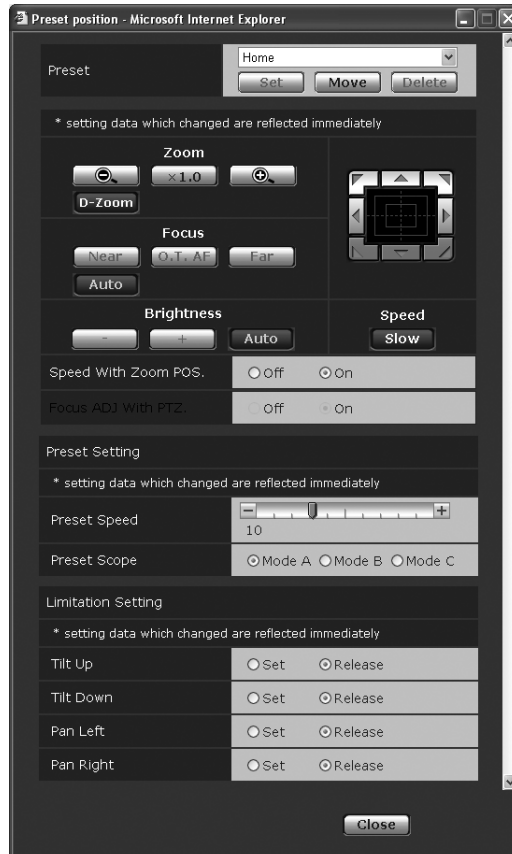 Preset position - Microsoft Internet Explorer
Preset
Home
Set Move Delete
* setting data which changed are reflected immediately
Zoom
×1.0
D-Zoom
Focus
Near O.T. AF Far
Auto
Brightness
- + Auto
Speed
Slow
Speed With Zoom POS. Off On
Focus ADJ With PTZ. Off On
Preset Setting
* setting data which changed are reflected immediately
Preset Speed
10
Preset Scope Mode A Mode B Mode C
Limitation Setting
* setting data which changed are reflected immediately
Tilt Up Set Release
Tilt Down Set Release
Pan Left Set Release
Pan Right Set Release
Close